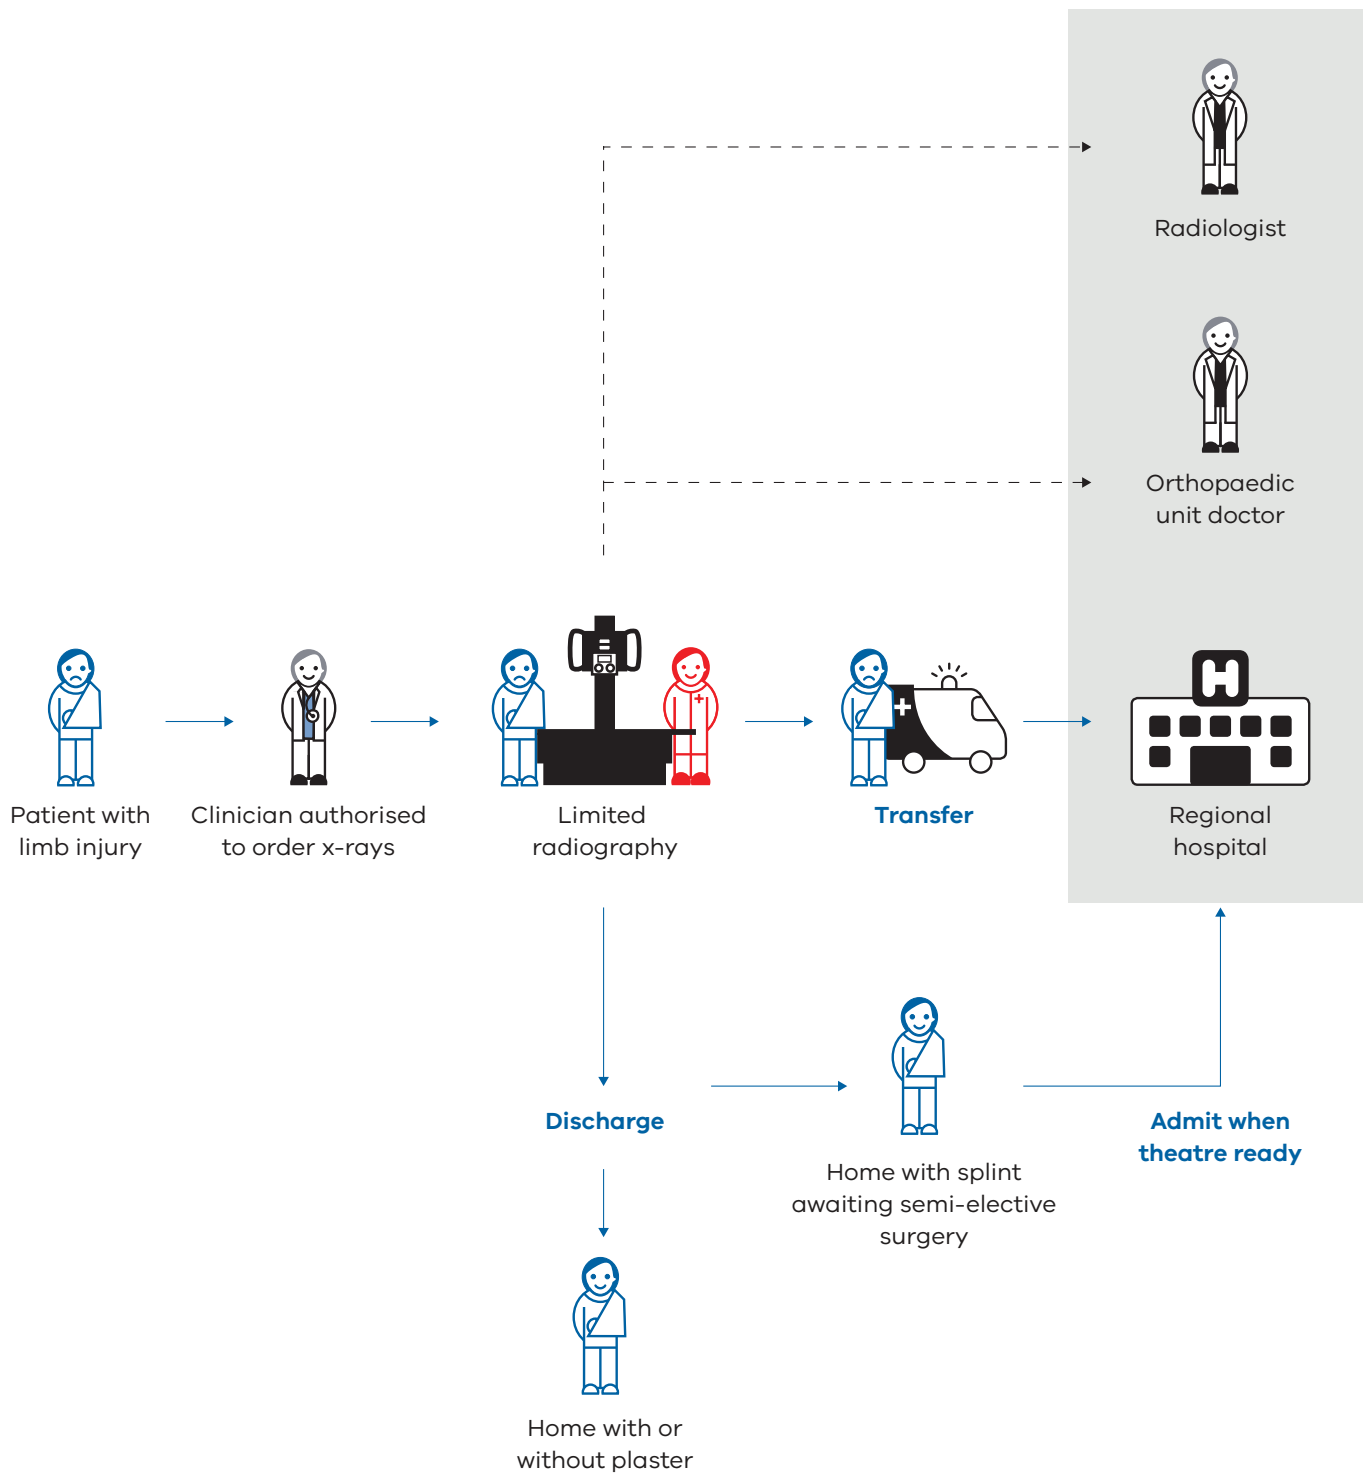 Radiologist
Orthopaedic
unit doctor
H
Patient with
limb injury
Clinician authorised
to order x-rays
Limited
radiography
Transfer
Regional
hospital
Discharge
Admit when
theatre ready
Home with splint
awaiting semi-elective
surgery
Home with or
without plaster